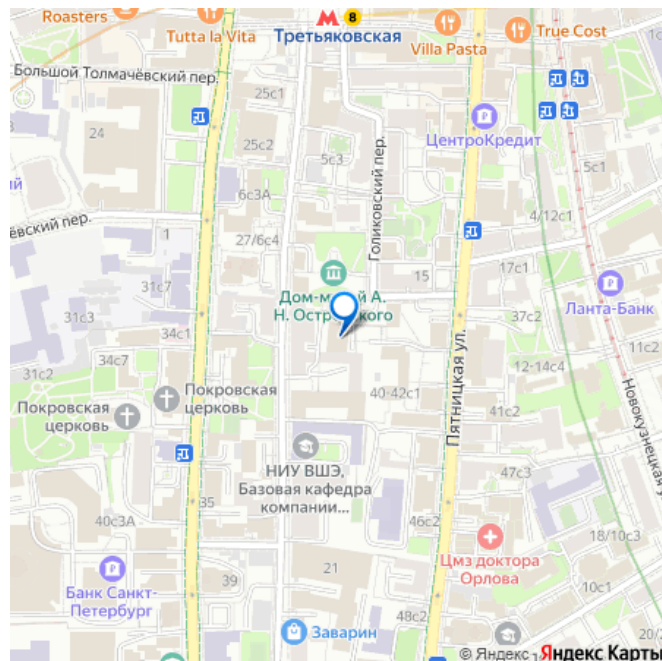 Roasters
Tutta la Vita
8
Третьяковская
Villa Pasta
True Cost
Большой Толмачёвский пер.
25с1
24
ЦентроКредит
25с2
5с3
5с1
ий
6с3А
Голиковский пер.
4/12с1
ёвский пер.
1
27/6с4
15
17с1
31с7
Дом-музей А.
Н. Островского
Ланта-Банк
31с3
34с1
37с2
11с2
31с2
34с7
12-14с4
Покровская
церковь
Покровская
церковь
40-42с1
41с2
Пятницкая ул.
Новокузнецкая у
НИУ ВШЭ,
Базовая кафедра
компании...
47с3
35
40с3А
46с2
18/10с3
Цмз доктора
Орлова
Банк Санкт-
Петербург
39
21
10с1
48с2
Заварин
20/2
© Яндекс
Яндекс Карты